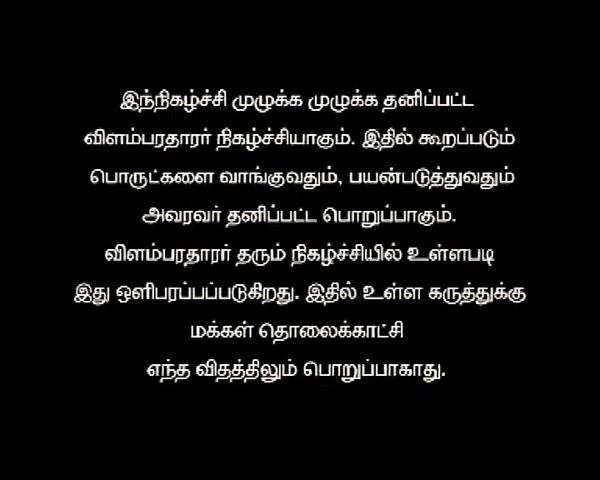 இந்நிகழ்ச்சி முழுக்க முழுக்க தனிப்பட்ட
விளம்பரதாரர் நிகழ்ச்சியாகும். இதில் கூறப்படும்
பொருட்களை வாங்குவதும், பயன்படுத்துவதும்
அவரவர் தனிப்பட்ட பொறுப்பாகும்.
விளம்பரதாரர் தரும் நிகழ்ச்சியில் உள்ளபடி
இது ஒளிபரப்பப்படுகிறது. இதில் உள்ள கருத்துக்கு
மக்கள் தொலைக்காட்சி
எந்த விதத்திலும் பொறுப்பாகாது.